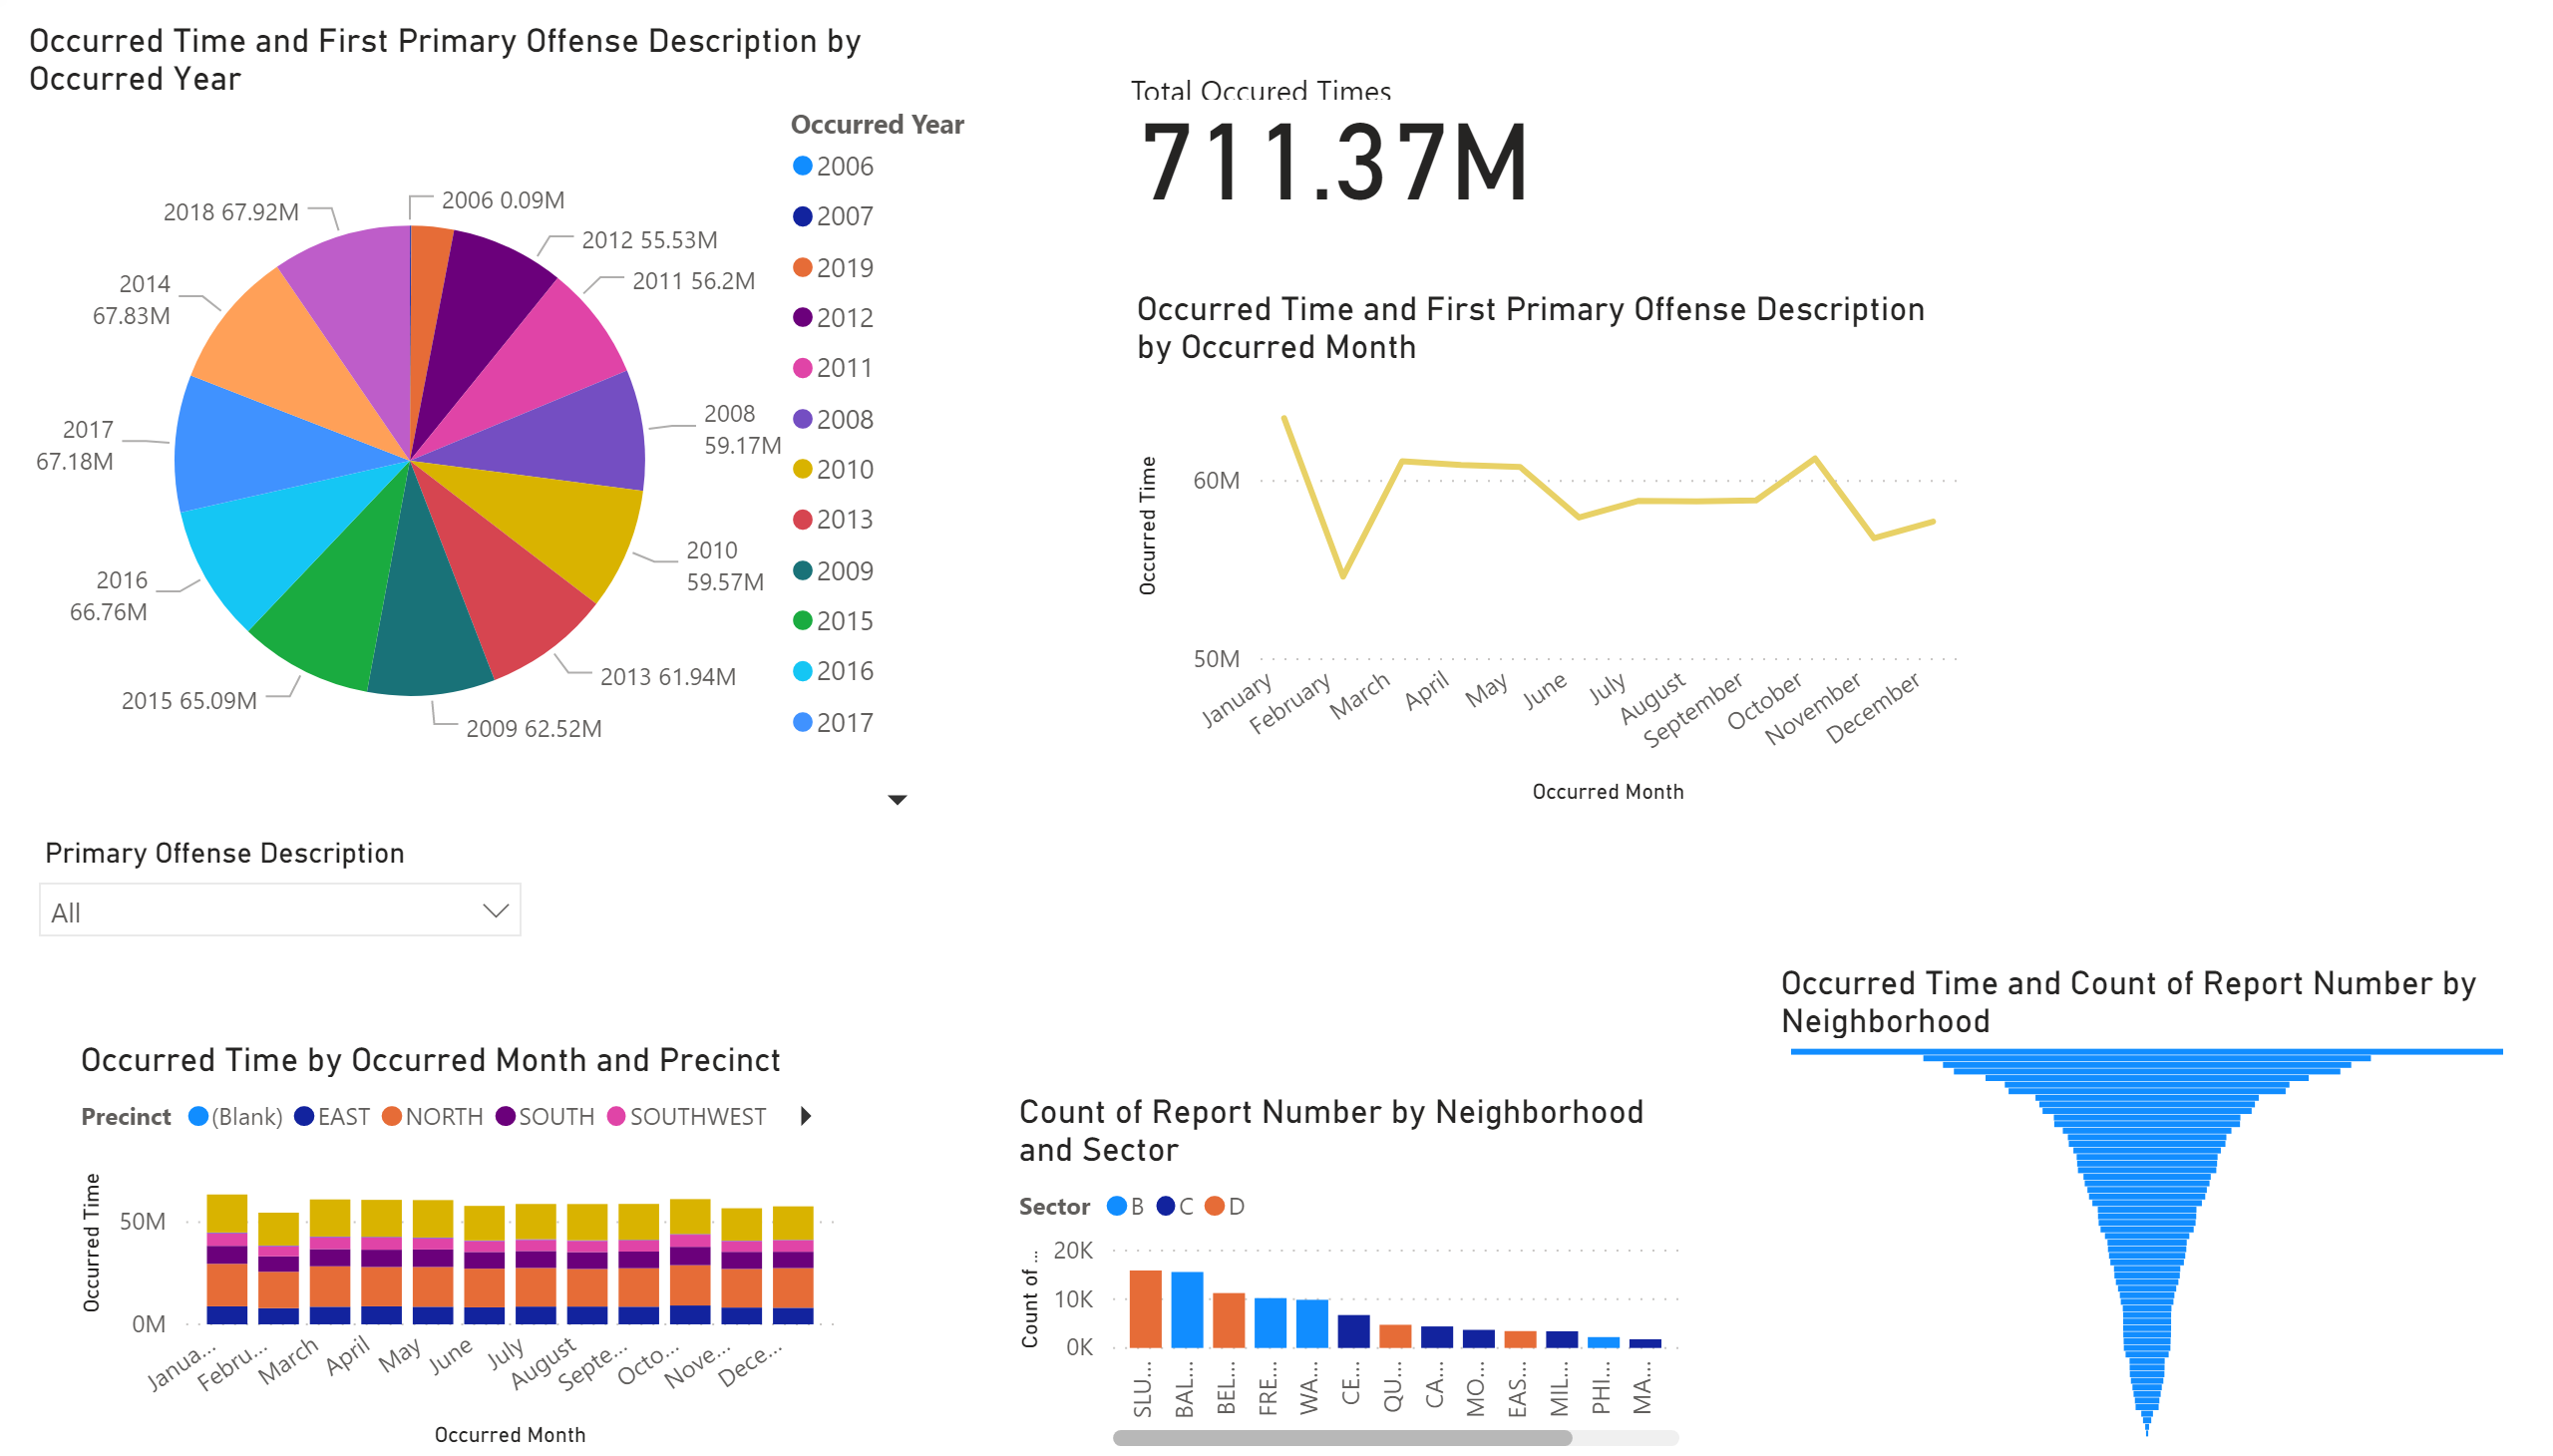 Occurred Time and First Primary Offense Description by
Occurred Year
Occurred Year
2006
2007
2019
2012
2011
2008
2010
2013
2009
2015
2016
2017
2006 0.09M
2012 55.53M
2011 56.2M
2008
59.17M
2010
59.57M
2013 61.94M
2009 62.52M
2015 65.09M
2016
66.76M
2017
67.18M
2014
67.83M
2018 67.92M
Total Occured Times
711.37M
Occurred Time and First Primary Offense Description
by Occurred Month
Occurred Time
60M
50M
January
February
March
April
May
June
July
August
September
October
November
December
Occurred Month
Primary Offense Description
All
Occurred Time by Occurred Month and Precinct
Precinct (Blank) EAST NORTH SOUTH SOUTHWEST
Occurred Time
50M
0M
Janua...
Febru...
March
April
May
June
July
August
Septe...
Octo...
Nove...
Dece...
Occurred Month
Count of Report Number by Neighborhood
and Sector
Sector B C D
Count of ...
20K
10K
0K
SLU...
BAL...
BEL...
FRE...
WA...
CE...
QU...
CA...
MO...
EAS...
MIL...
PHI...
MA...
Occurred Time and Count of Report Number by
Neighborhood